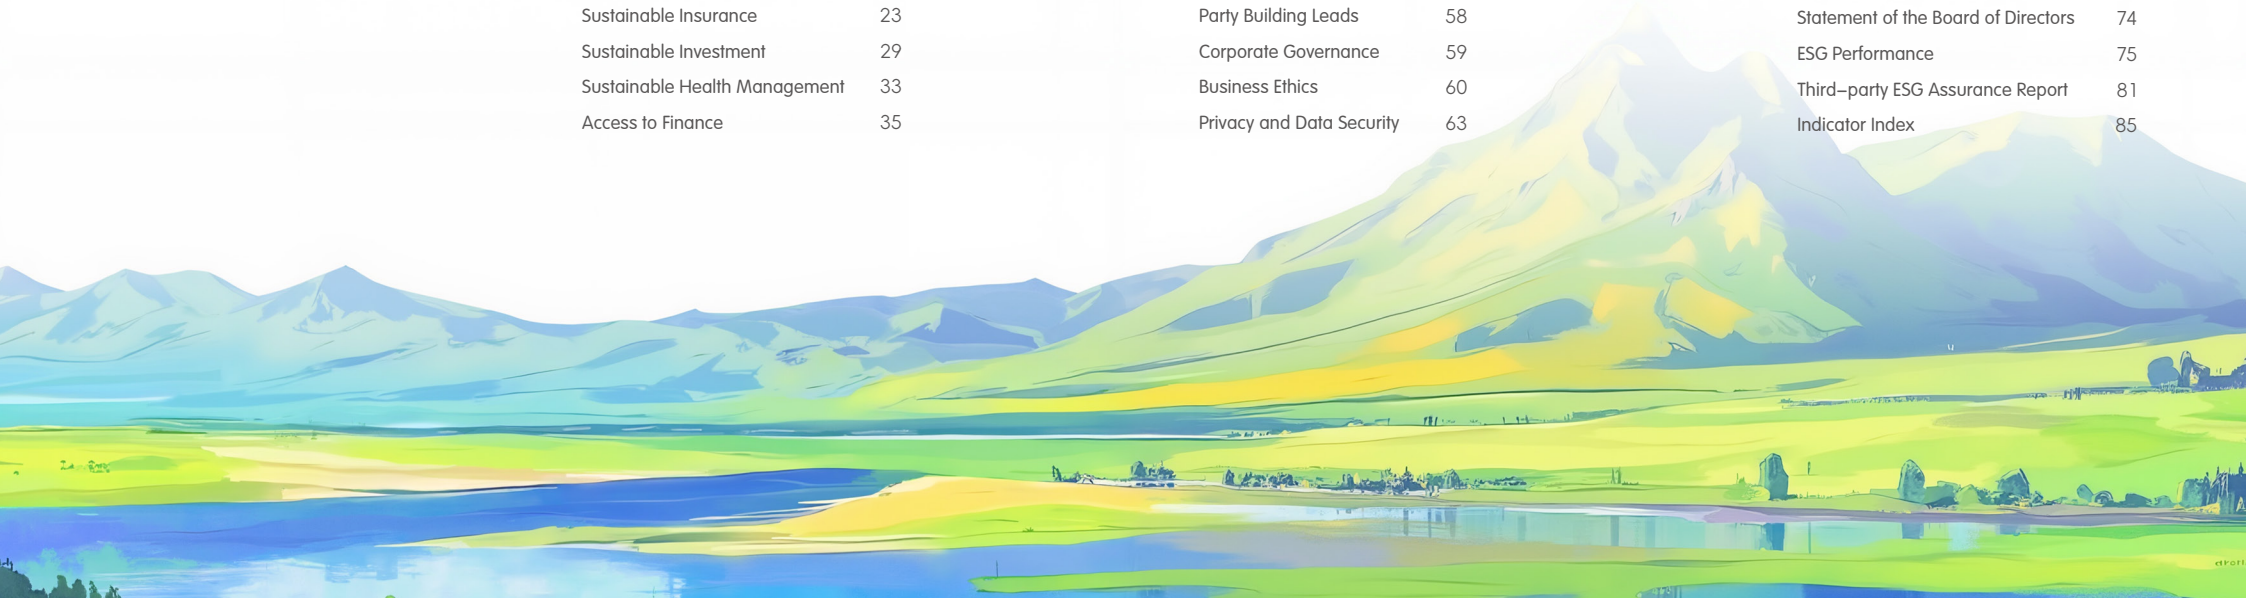 Sustainable Insurance 23
Sustainable Investment 29
Sustainable Health Management 33
Access to Finance 35
Party Building Leads 58
Corporate Governance 59
Business Ethics 60
Privacy and Data Security 63
Statement of the Board of Directors 74
ESG Performance 75
Third–party ESG Assurance Report 81
Indicator Index 85